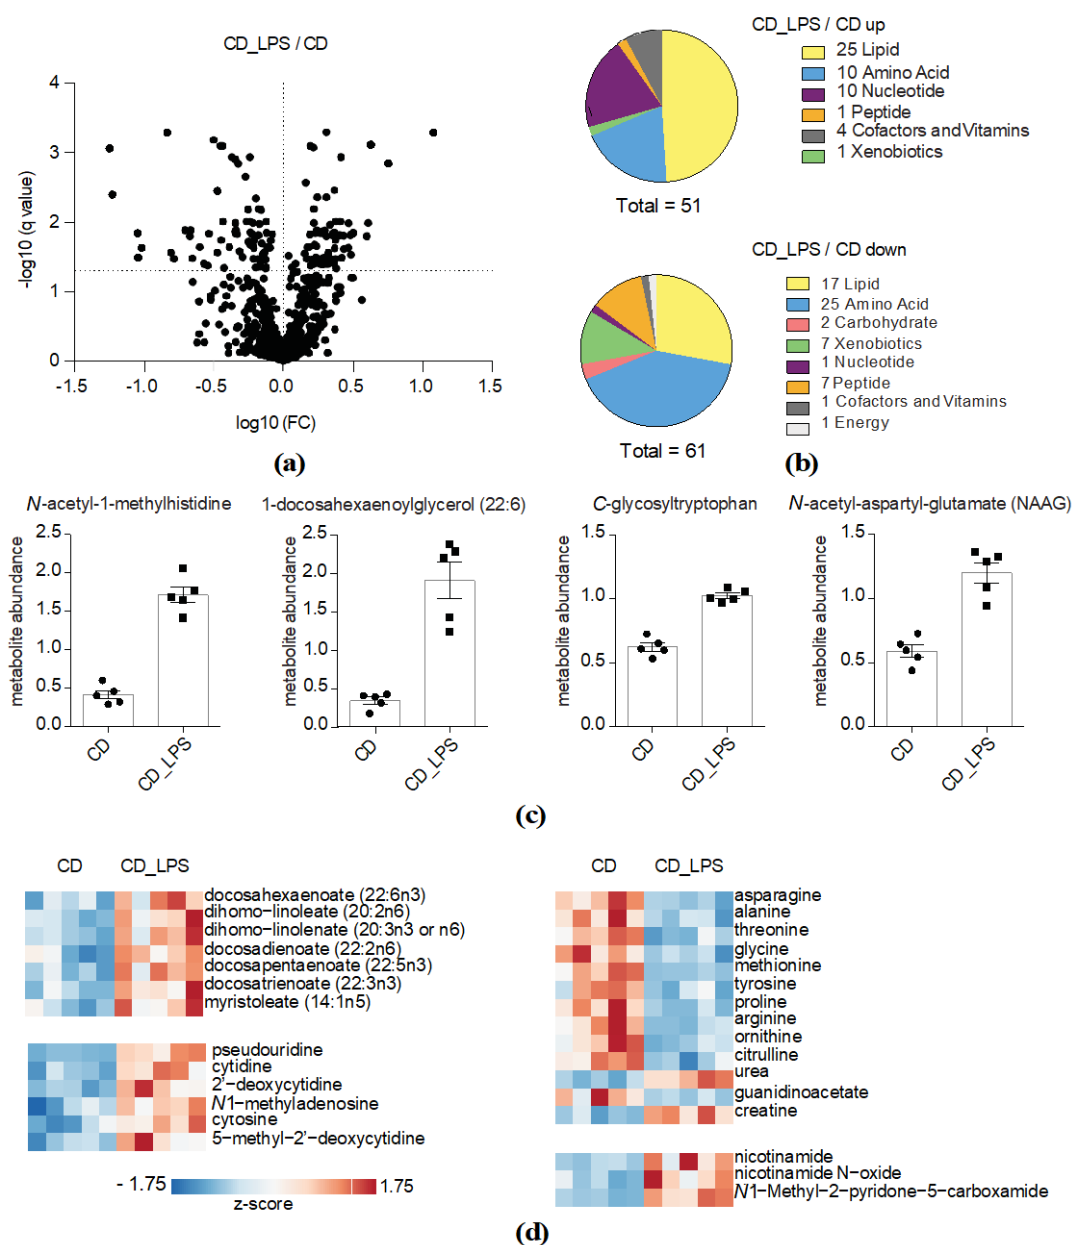 CD_LPS / CD
4
3
2
1
0
-log10 (q value)
-1.5
-1.0
-0.5
0.0
0.5
1.0
1.5
log10 (FC)
(a)
CD_LPS / CD up
25 Lipid
10 Amino Acid
10 Nucleotide
1 Peptide
4 Cofactors and Vitamins
1 Xenobiotics
Total = 51
CD_LPS / CD down
17 Lipid
25 Amino Acid
2 Carbohydrate
7 Xenobiotics
1 Nucleotide
7 Peptide
1 Cofactors and Vitamins
1 Energy
Total = 61
(b)
N-acetyl-1-methylhistidine
2.5
2.0
1.5
1.0
0.5
0.0
metabolite abundance
CD
CD_LPS
1-docosahexaenoylglycerol (22:6)
2.5
2.0
1.5
1.0
0.5
0.0
metabolite abundance
CD
CD_LPS
C-glycosyltryptophan
1.5
1.0
0.5
0.0
metabolite abundance
CD
CD_LPS
N-acetyl-aspartyl-glutamate (NAAG)
1.5
1.0
0.5
0.0
metabolite abundance
CD
CD_LPS
(c)
CD CD_LPS
docosahexaenoate (22:6n3)
dihomo-linoleate (20:2n6)
dihomo-linolenate (20:3n3 or n6)
docosadienoate (22:2n6)
docosapentaenoate (22:5n3)
docosatrienoate (22:3n3)
myristoleate (14:1n5)
pseudouridine
cytidine
2'−deoxycytidine
N1−methyladenosine
cytosine
5−methyl−2'−deoxycytidine
- 1.75
1.75
z-score
CD CD_LPS
asparagine
alanine
threonine
glycine
methionine
tyrosine
proline
arginine
ornithine
citrulline
urea
guanidinoacetate
creatine
nicotinamide
nicotinamide N−oxide
N1−Methyl−2−pyridone−5−carboxamide
(d)